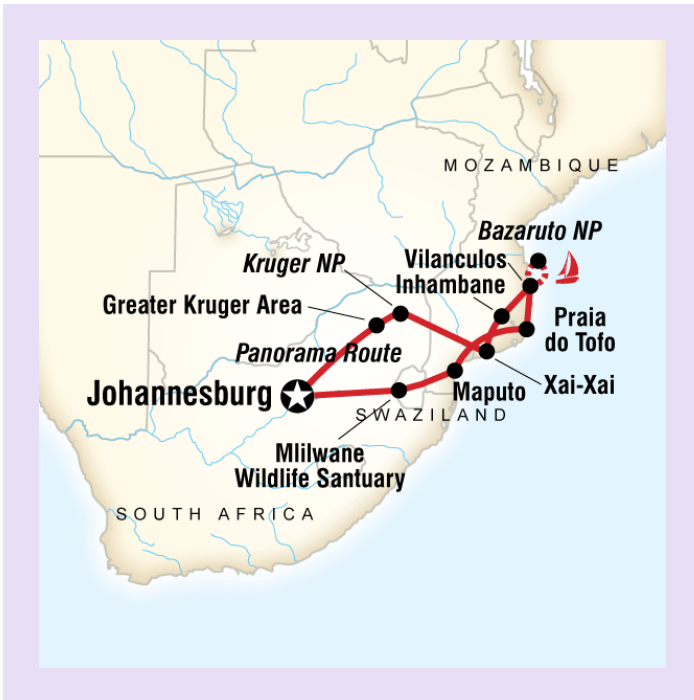 MOZAMBIQUE
Bazaruto NP
Vilanculos
Kruger NP
Inhambane
Greater Kruger Area
Praia
do Tofo
Panorama Route
Johannesburg
Maputo
Xai-Xai
SWAZILAND
Mlilwane
Wildlife Santuary
SOUTH AFRICA